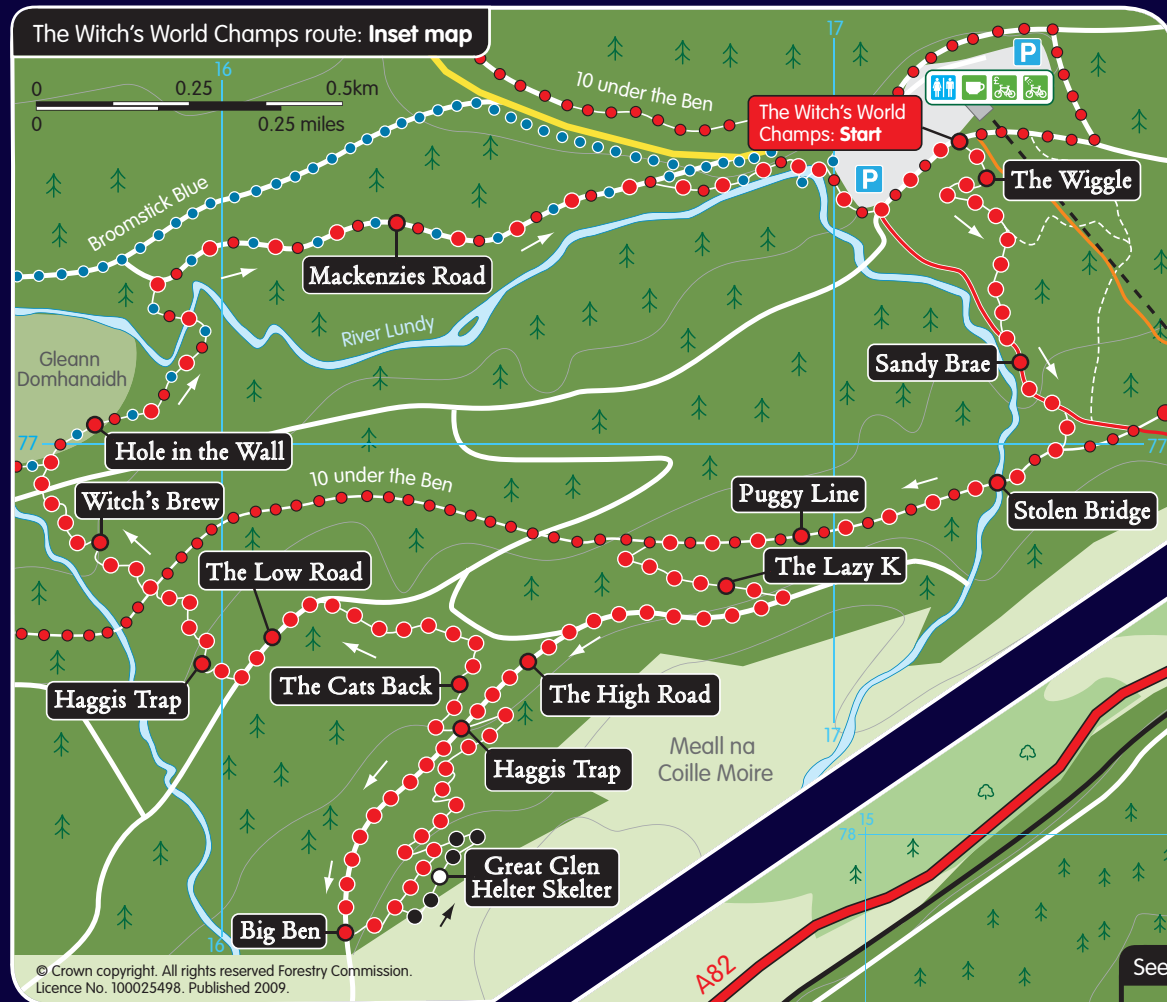 The Witch's World Champs route: Inset map
16
17
0 0.25 0.5km
0 0.25 miles
10 under the Ben
P
£
The Witch's World
Champs: Start
P
The Wiggle
Broomstick Blue
Mackenzies Road
River Lundy
Gleann
Domhanaidh
Sandy Brae
77
77
Hole in the Wall
10 under the Ben
Witch's Brew
Puggy Line
Stolen Bridge
The Low Road
The Lazy K
Haggis Trap
The Cats Back
The High Road
17
Meall na
Coille Moire
Haggis Trap
15
78
Great Glen
Helter Skelter
Big Ben
16
© Crown copyright. All rights reserved Forestry Commission.
Licence No. 100025498. Published 2009.
A82
See